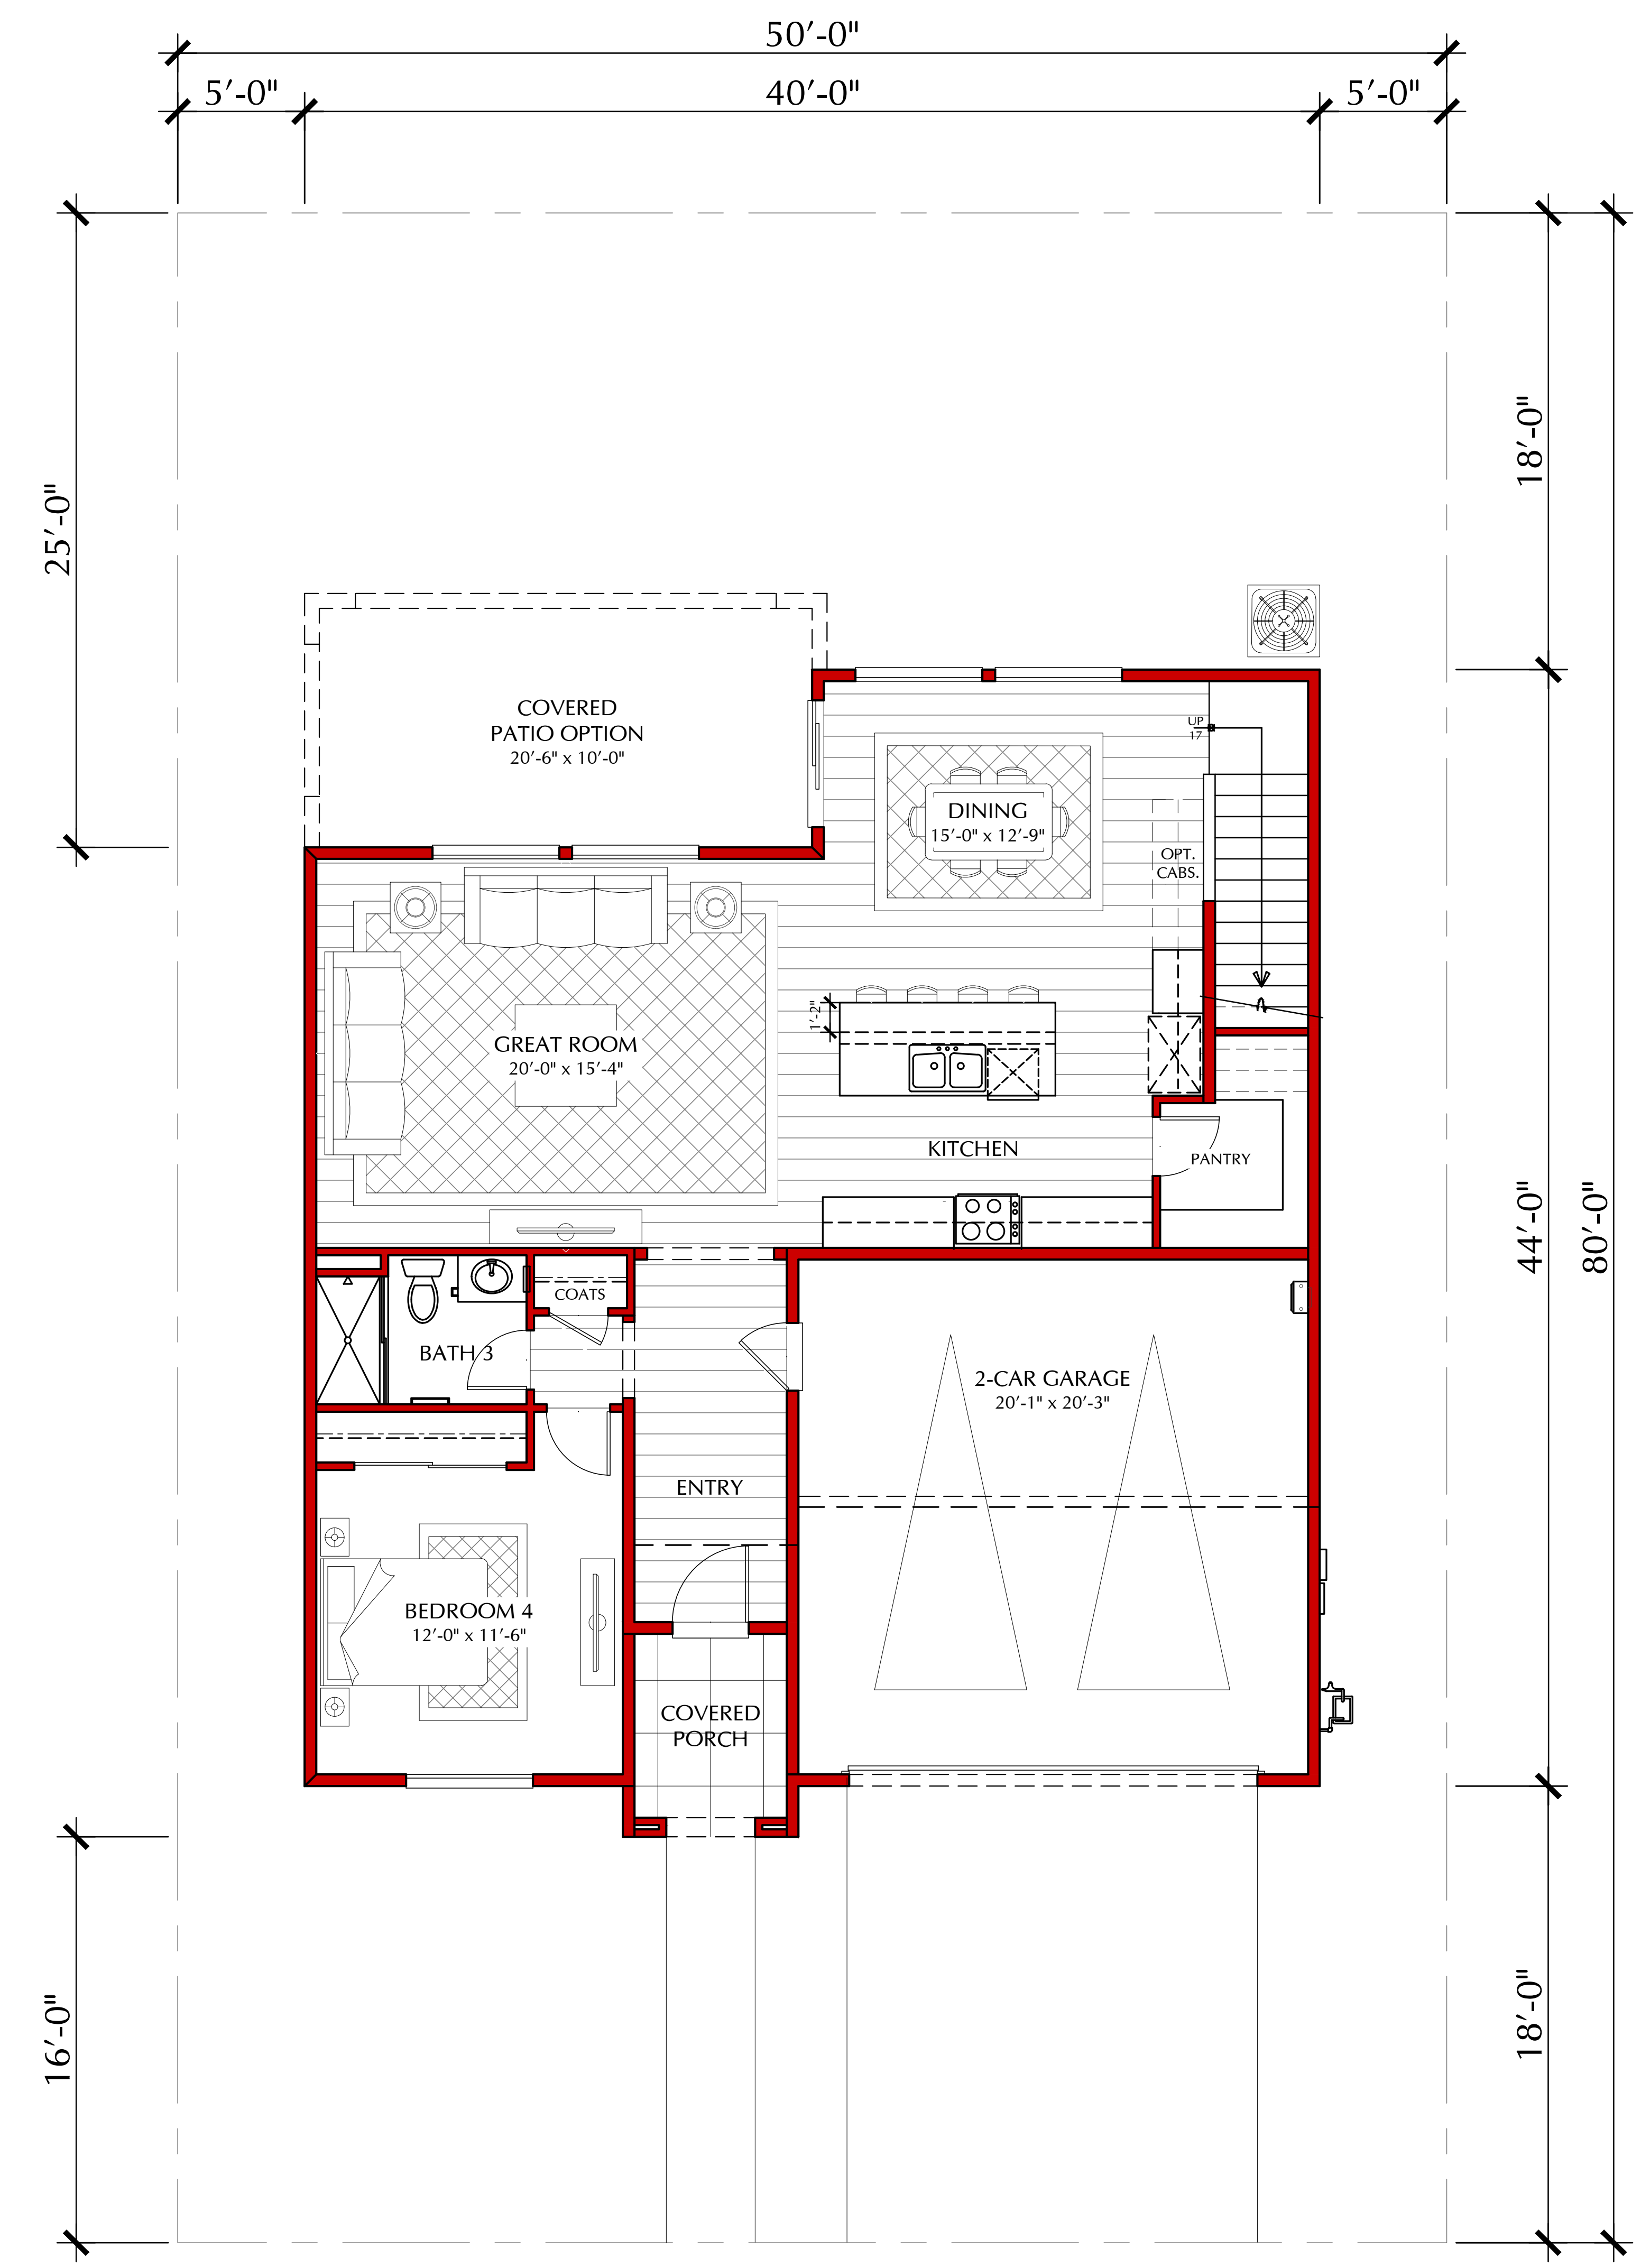 50'-0"
5'-0"
40'-0"
5'-0"
25'-0"
18'-0"
COVERED
PATIO OPTION
20'-6" x 10'-0"
UP
17
DINING
15'-0" x 12'-9"
OPT.
CABS.
1'-2"
GREAT ROOM
20'-0" x 15'-4"
KITCHEN
PANTRY
44'-0"
80'-0"
COATS
BATH 3
2-CAR GARAGE
20'-1" x 20'-3"
ENTRY
BEDROOM 4
12'-0" x 11'-6"
COVERED
PORCH
16'-0"
18'-0"